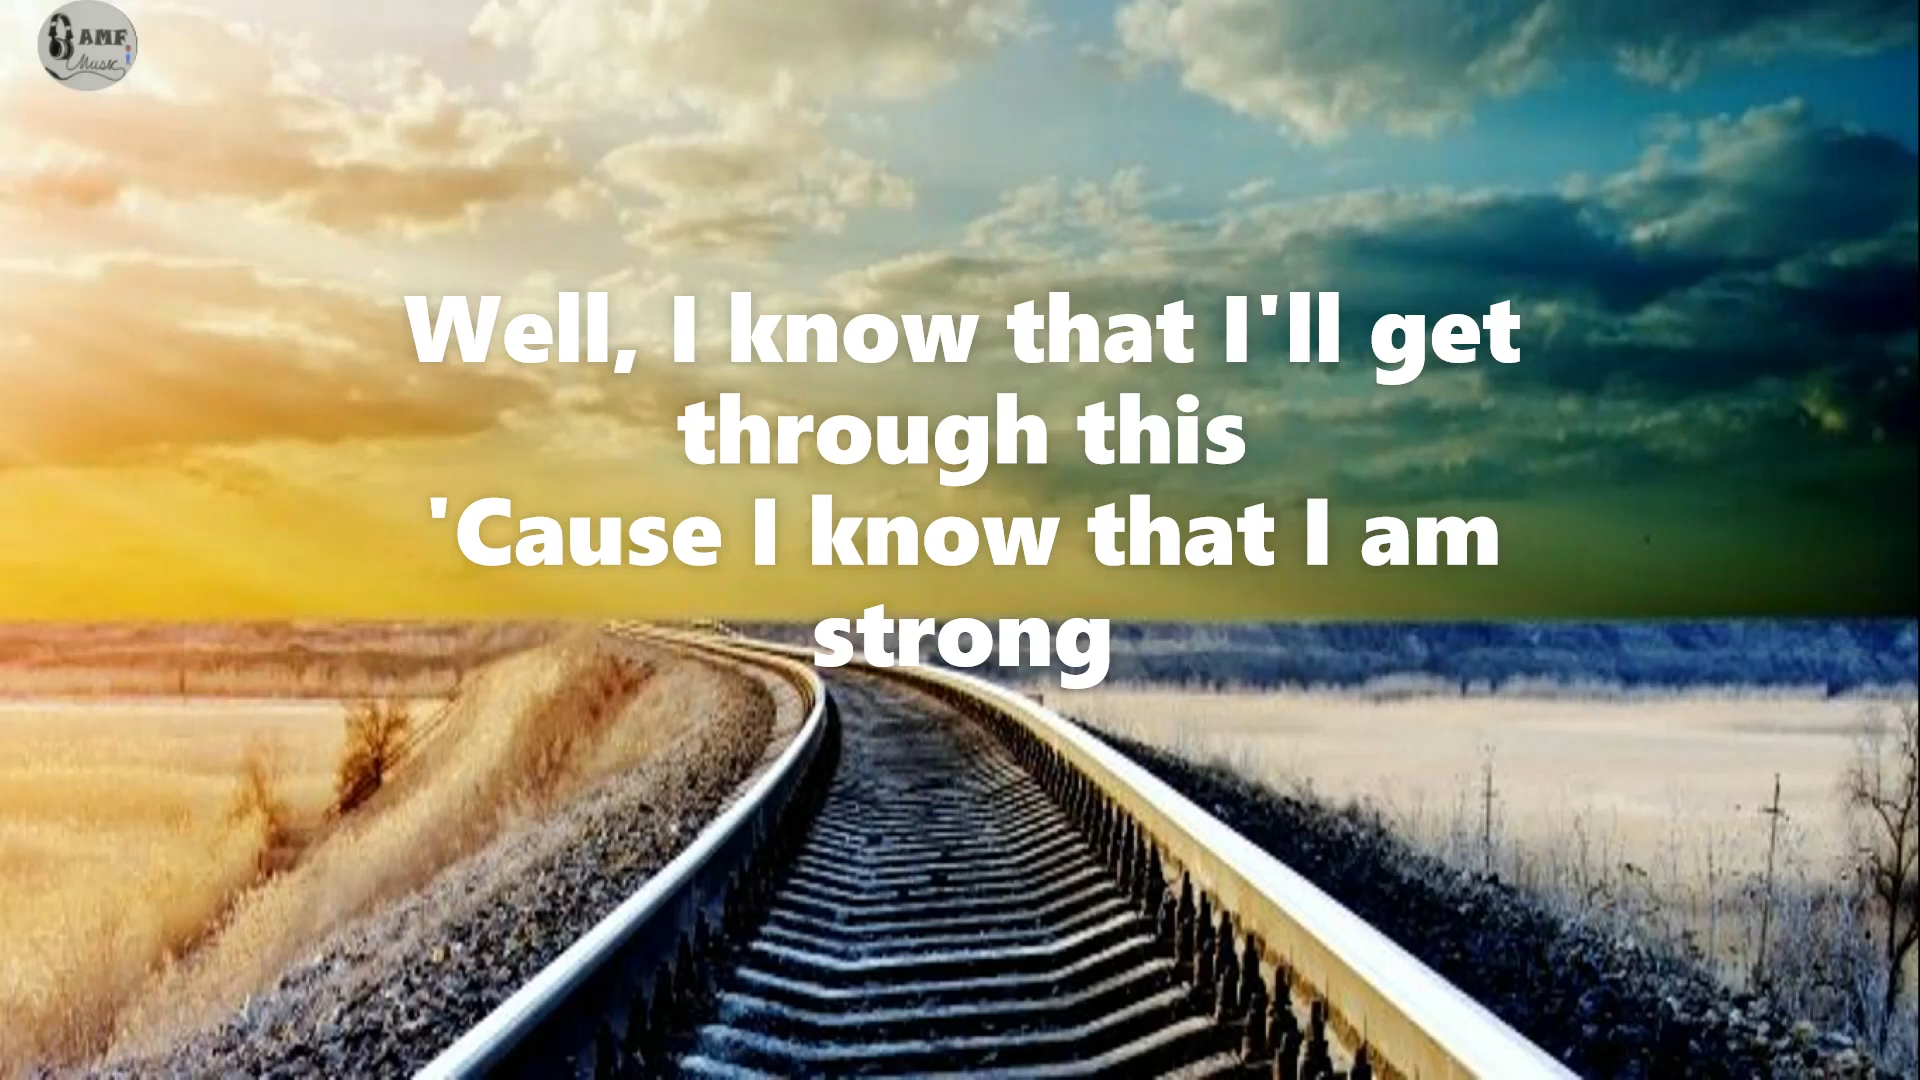 AMF
Music
Well, I know that I'll get
through this
'Cause I know that I am
strong